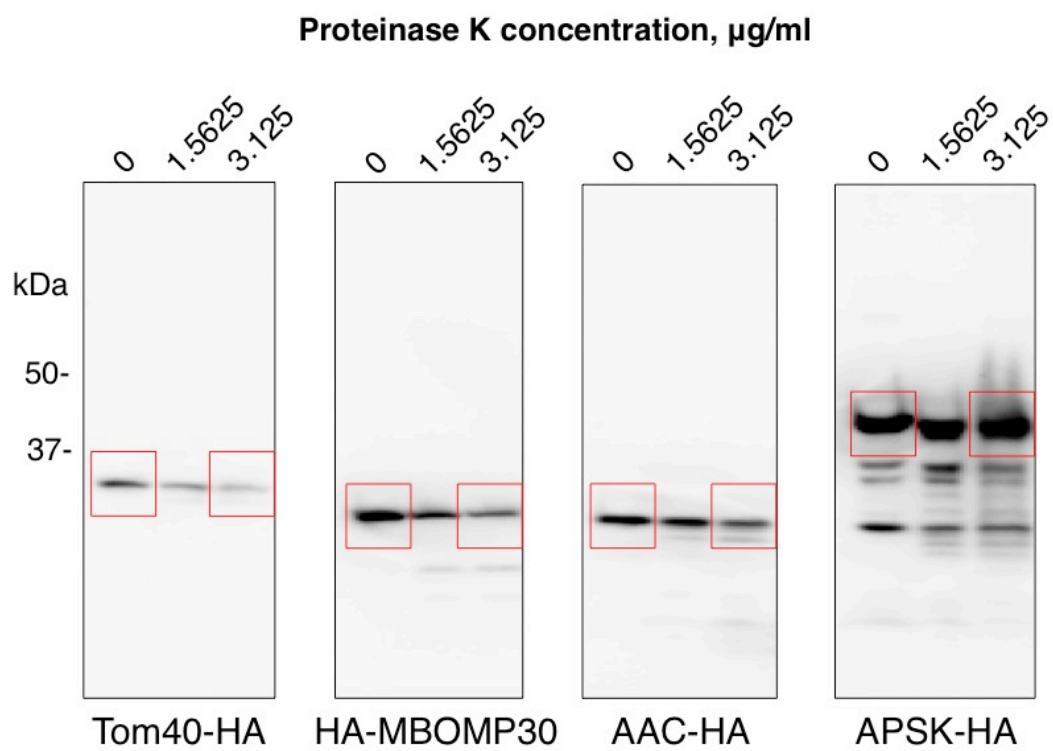 Proteinase K concentration, µg/ml
0 1.5625 3.125 0 1.5625 3.125 0 1.5625 3.125 0 1.5625 3.125
kDa
50-
37-
Tom40-HA HA-MBOMP30 AAC-HA APSK-HA